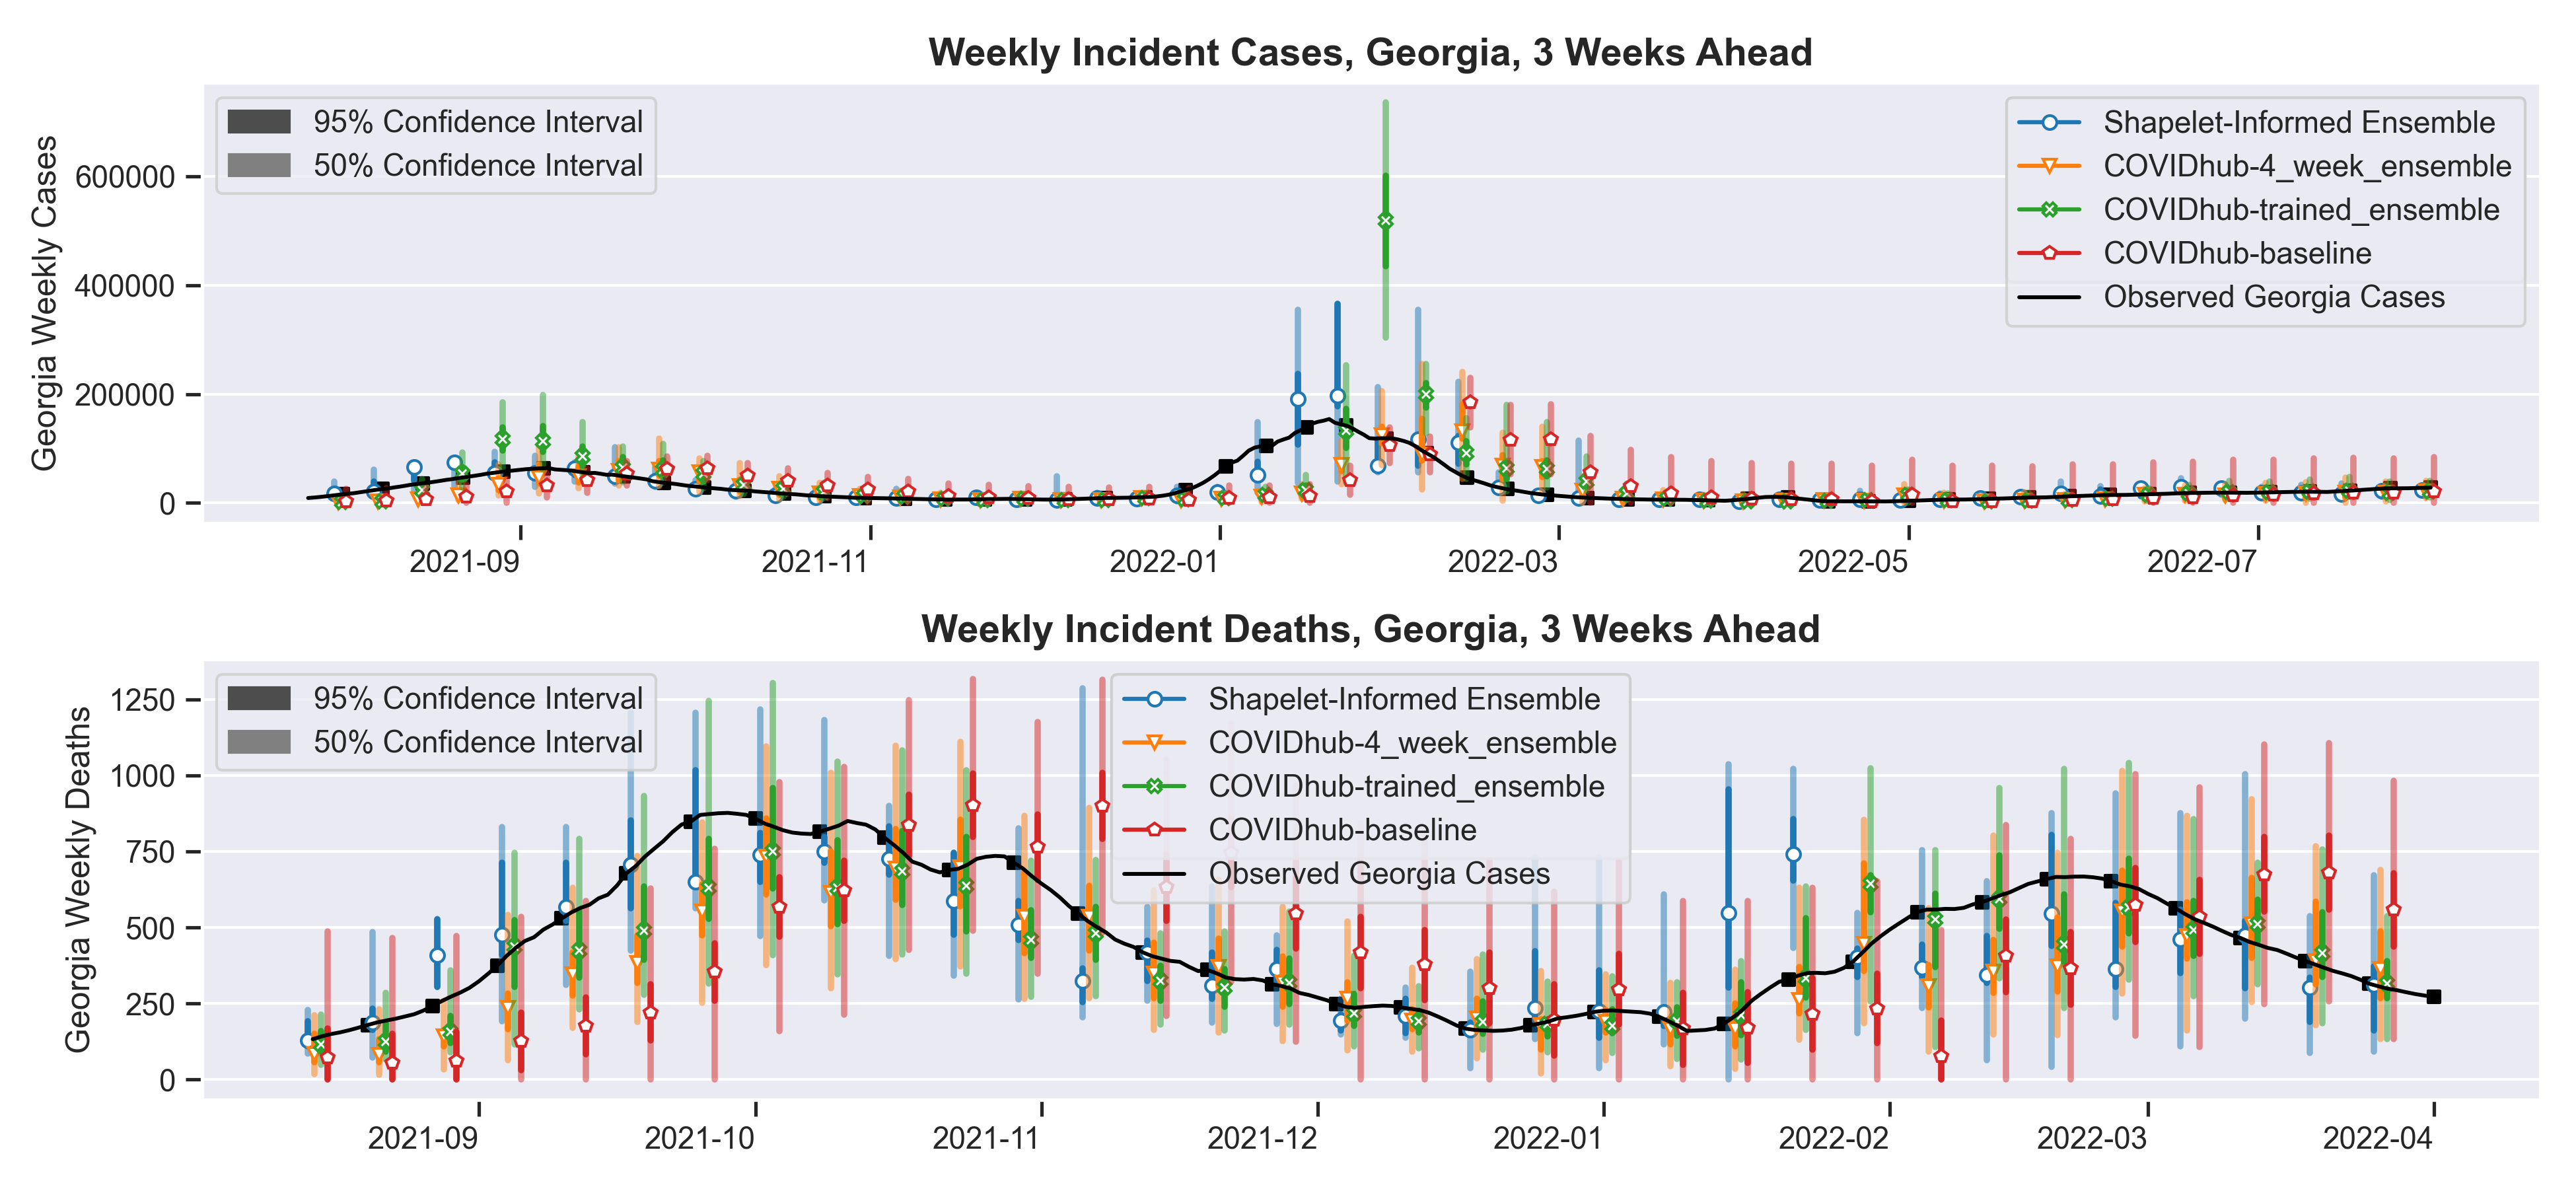 Weekly Incident Cases, Georgia, 3 Weeks Ahead
Georgia Weekly Cases
600000
400000
200000
0
95% Confidence Interval
50% Confidence Interval
Shapelet-Informed Ensemble
COVIDhub-4_week_ensemble
COVIDhub-trained_ensemble
COVIDhub-baseline
Observed Georgia Cases
2021-09
2021-11
2022-01
2022-03
2022-05
2022-07
Weekly Incident Deaths, Georgia, 3 Weeks Ahead
Georgia Weekly Deaths
1250
1000
750
500
250
0
95% Confidence Interval
50% Confidence Interval
Shapelet-Informed Ensemble
COVIDhub-4_week_ensemble
COVIDhub-trained_ensemble
COVIDhub-baseline
Observed Georgia Cases
2021-09
2021-10
2021-11
2021-12
2022-01
2022-02
2022-03
2022-04